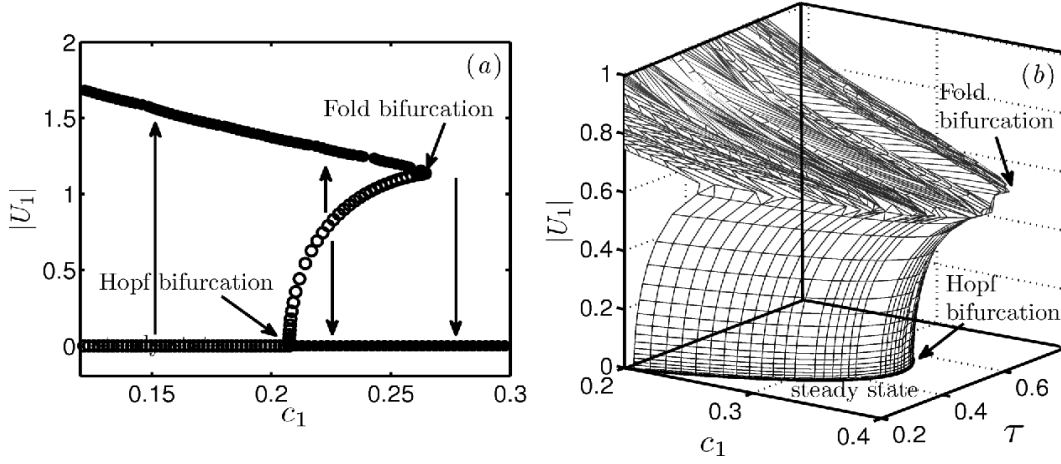 2
1.5
1
0.5
0
|U₁|
0.15
0.2
0.25
0.3
c₁
(a)
Fold bifurcation
Hopf bifurcation
1
0.8
0.6
0.4
0.2
0
|U₁|
0.2
0.3
0.4
c₁
0.2
0.4
0.6
τ
(b)
Fold
bifurcation
Hopf
bifurcation
steady state